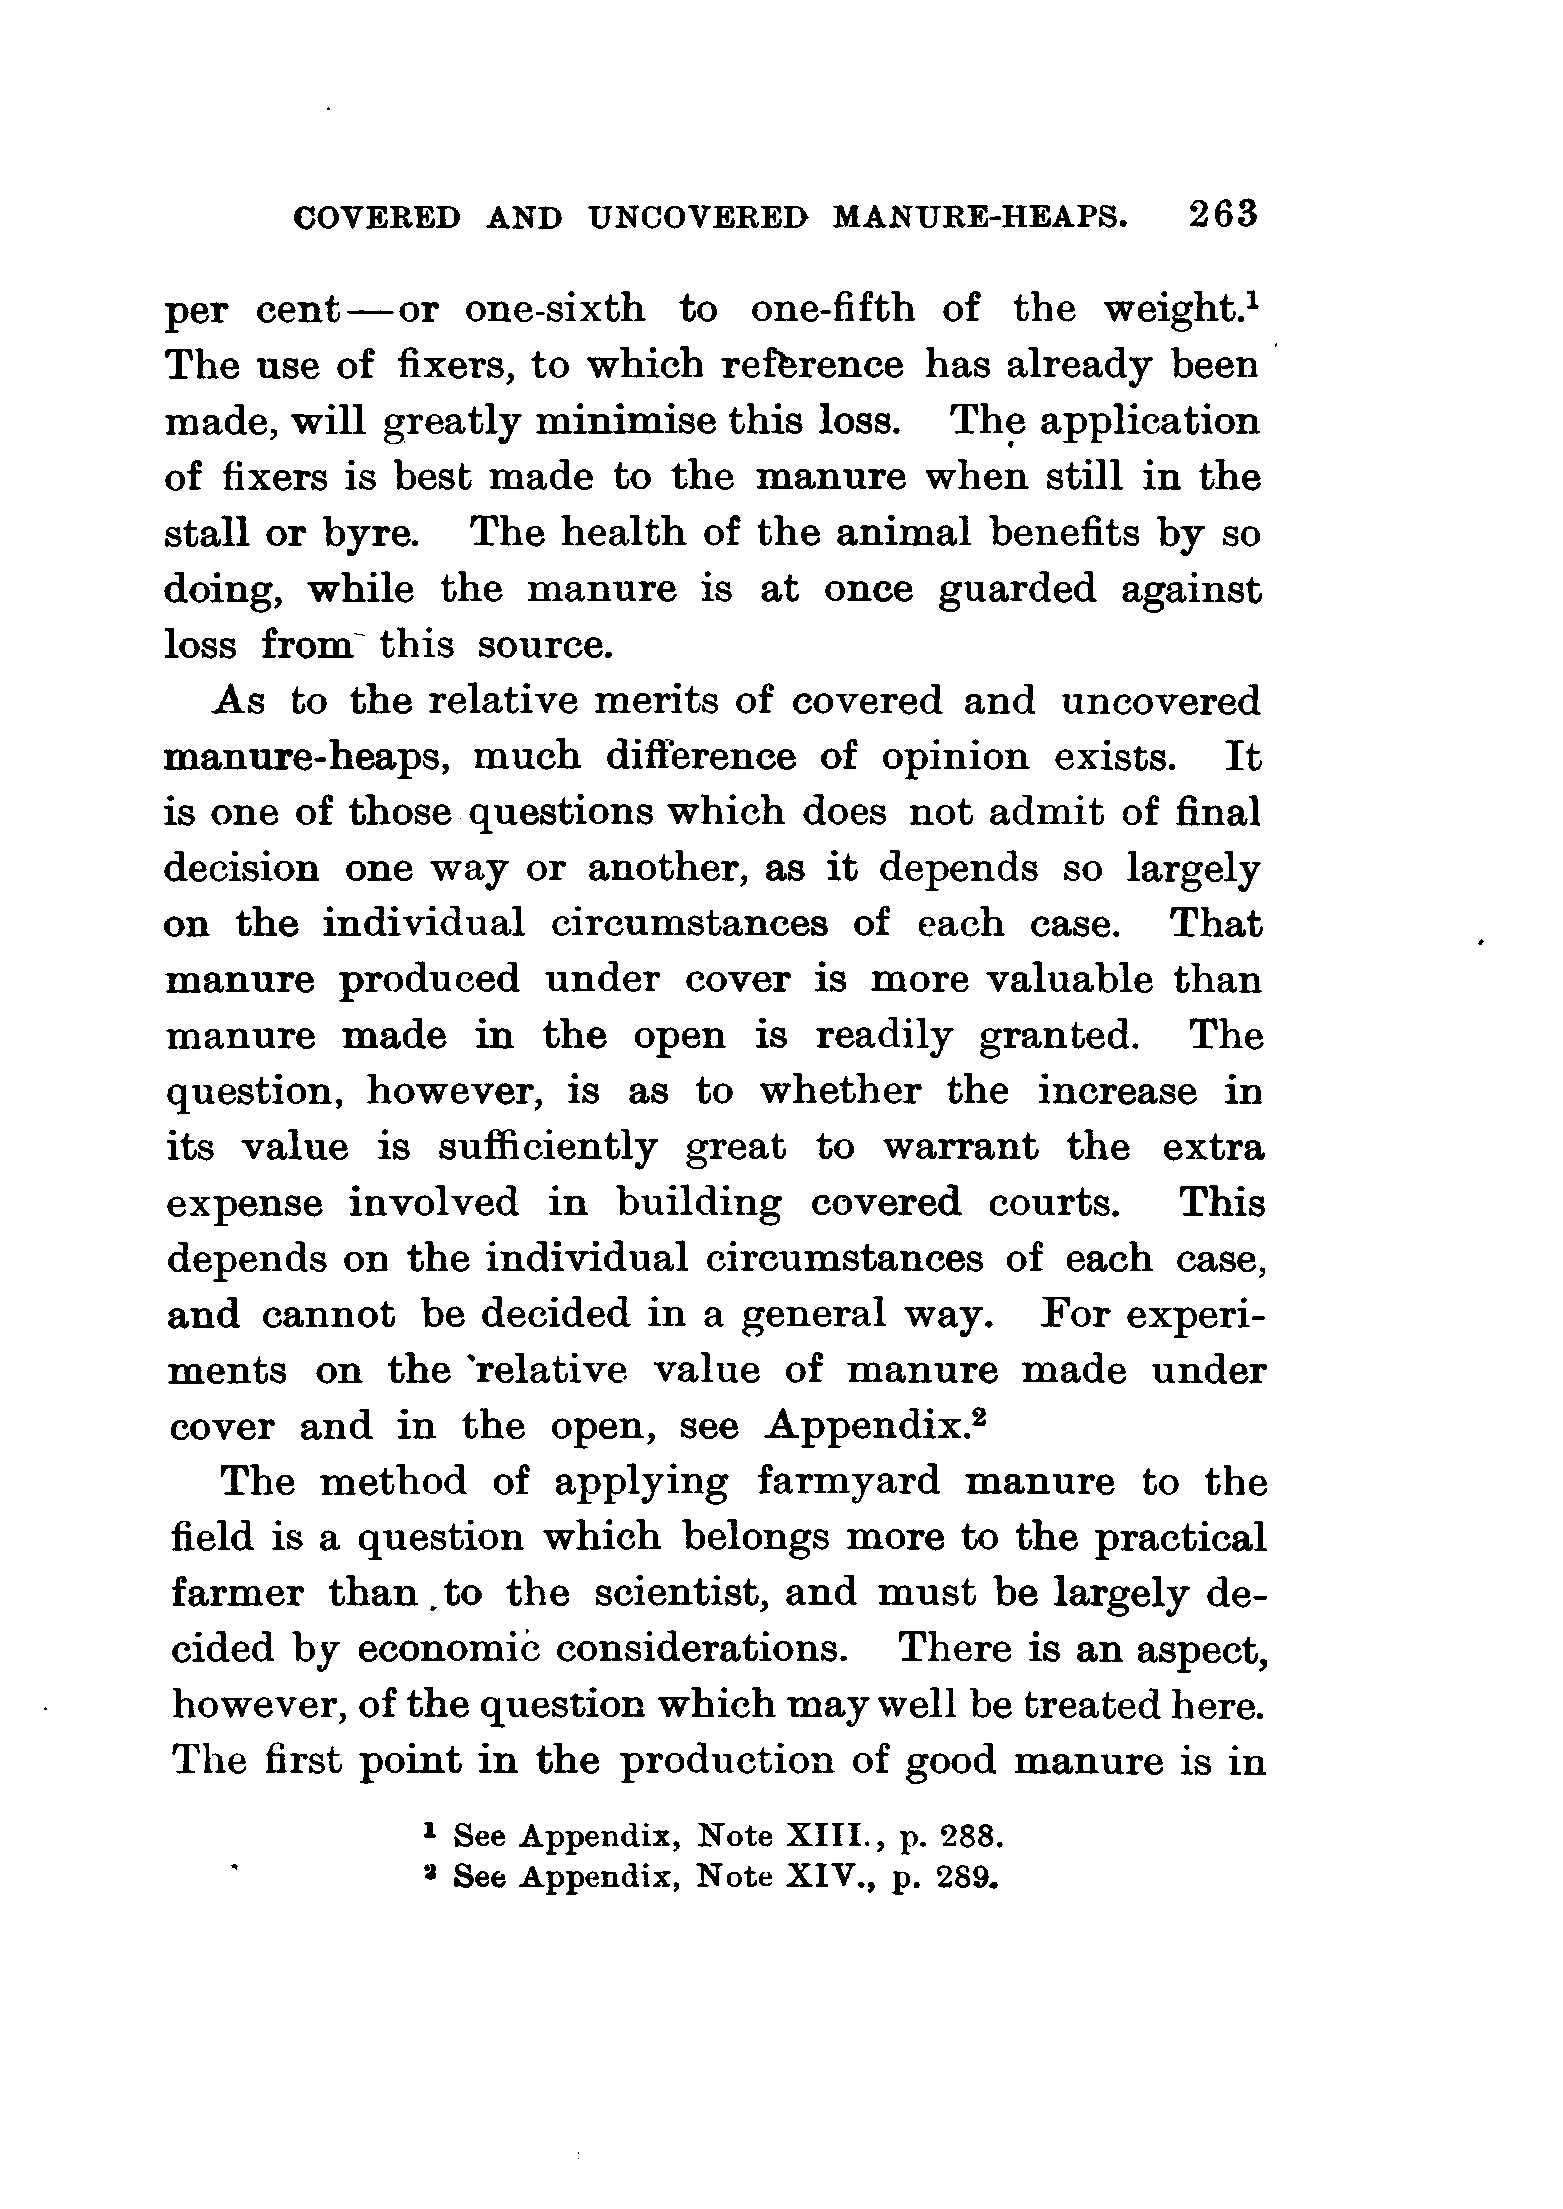 COVERED AND UNCOVERED MANURE-HEAPS. 263
per cent—or one-sixth to one-fifth of the weight.¹
The use of fixers, to which reference has already been
made, will greatly minimise this loss. The application
of fixers is best made to the manure when still in the
stall or byre. The health of the animal benefits by so
doing, while the manure is at once guarded against
loss from this source.
As to the relative merits of covered and uncovered
manure-heaps, much difference of opinion exists. It
is one of those questions which does not admit of final
decision one way or another, as it depends so largely
on the individual circumstances of each case. That
manure produced under cover is more valuable than
manure made in the open is readily granted. The
question, however, is as to whether the increase in
its value is sufficiently great to warrant the extra
expense involved in building covered courts. This
depends on the individual circumstances of each case,
and cannot be decided in a general way. For experi-
ments on the relative value of manure made under
cover and in the open, see Appendix.²
The method of applying farmyard manure to the
field is a question which belongs more to the practical
farmer than to the scientist, and must be largely de-
cided by economic considerations. There is an aspect,
however, of the question which may well be treated here.
The first point in the production of good manure is in
¹ See Appendix, Note XIII., p. 288.
² See Appendix, Note XIV., p. 289.